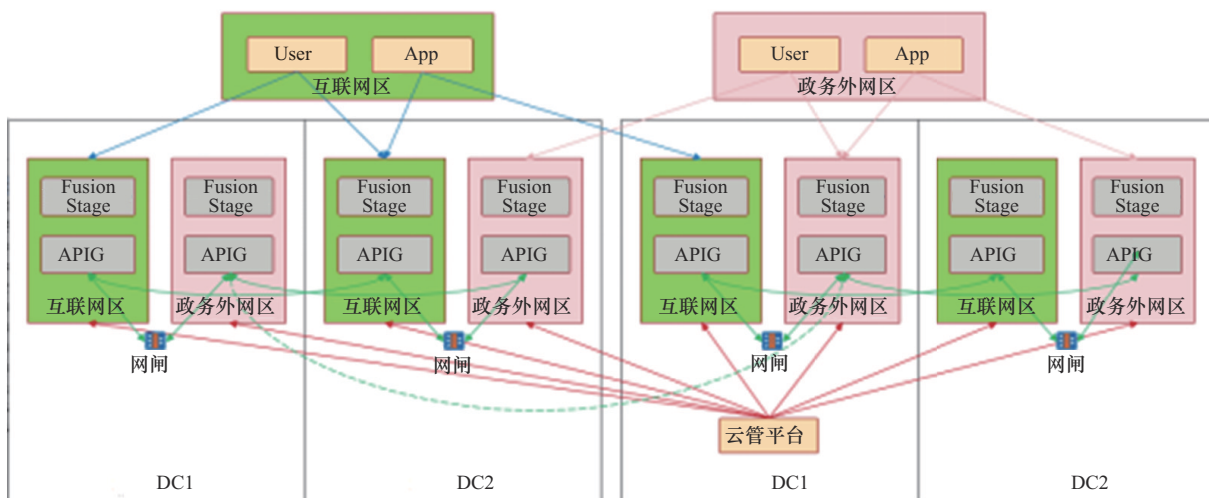 User
App
互联网区
User
App
政务外网区
Fusion
Stage
Fusion
Stage
Fusion
Stage
Fusion
Stage
Fusion
Stage
Fusion
Stage
Fusion
Stage
Fusion
Stage
APIG
APIG
APIG
APIG
APIG
APIG
APIG
APIG
互联网区
政务外网区
互联网区
政务外网区
互联网区
政务外网区
互联网区
政务外网区
网闸
网闸
网闸
网闸
云管平台
DC1
DC2
DC1
DC2